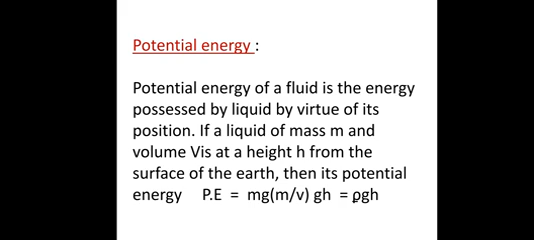 Potential energy :
Potential energy of a fluid is the energy
possessed by liquid by virtue of its
position. If a liquid of mass m and
volume Vis at a height h from the
surface of the earth, then its potential
energy P.E = mg(m/v) gh = ρgh